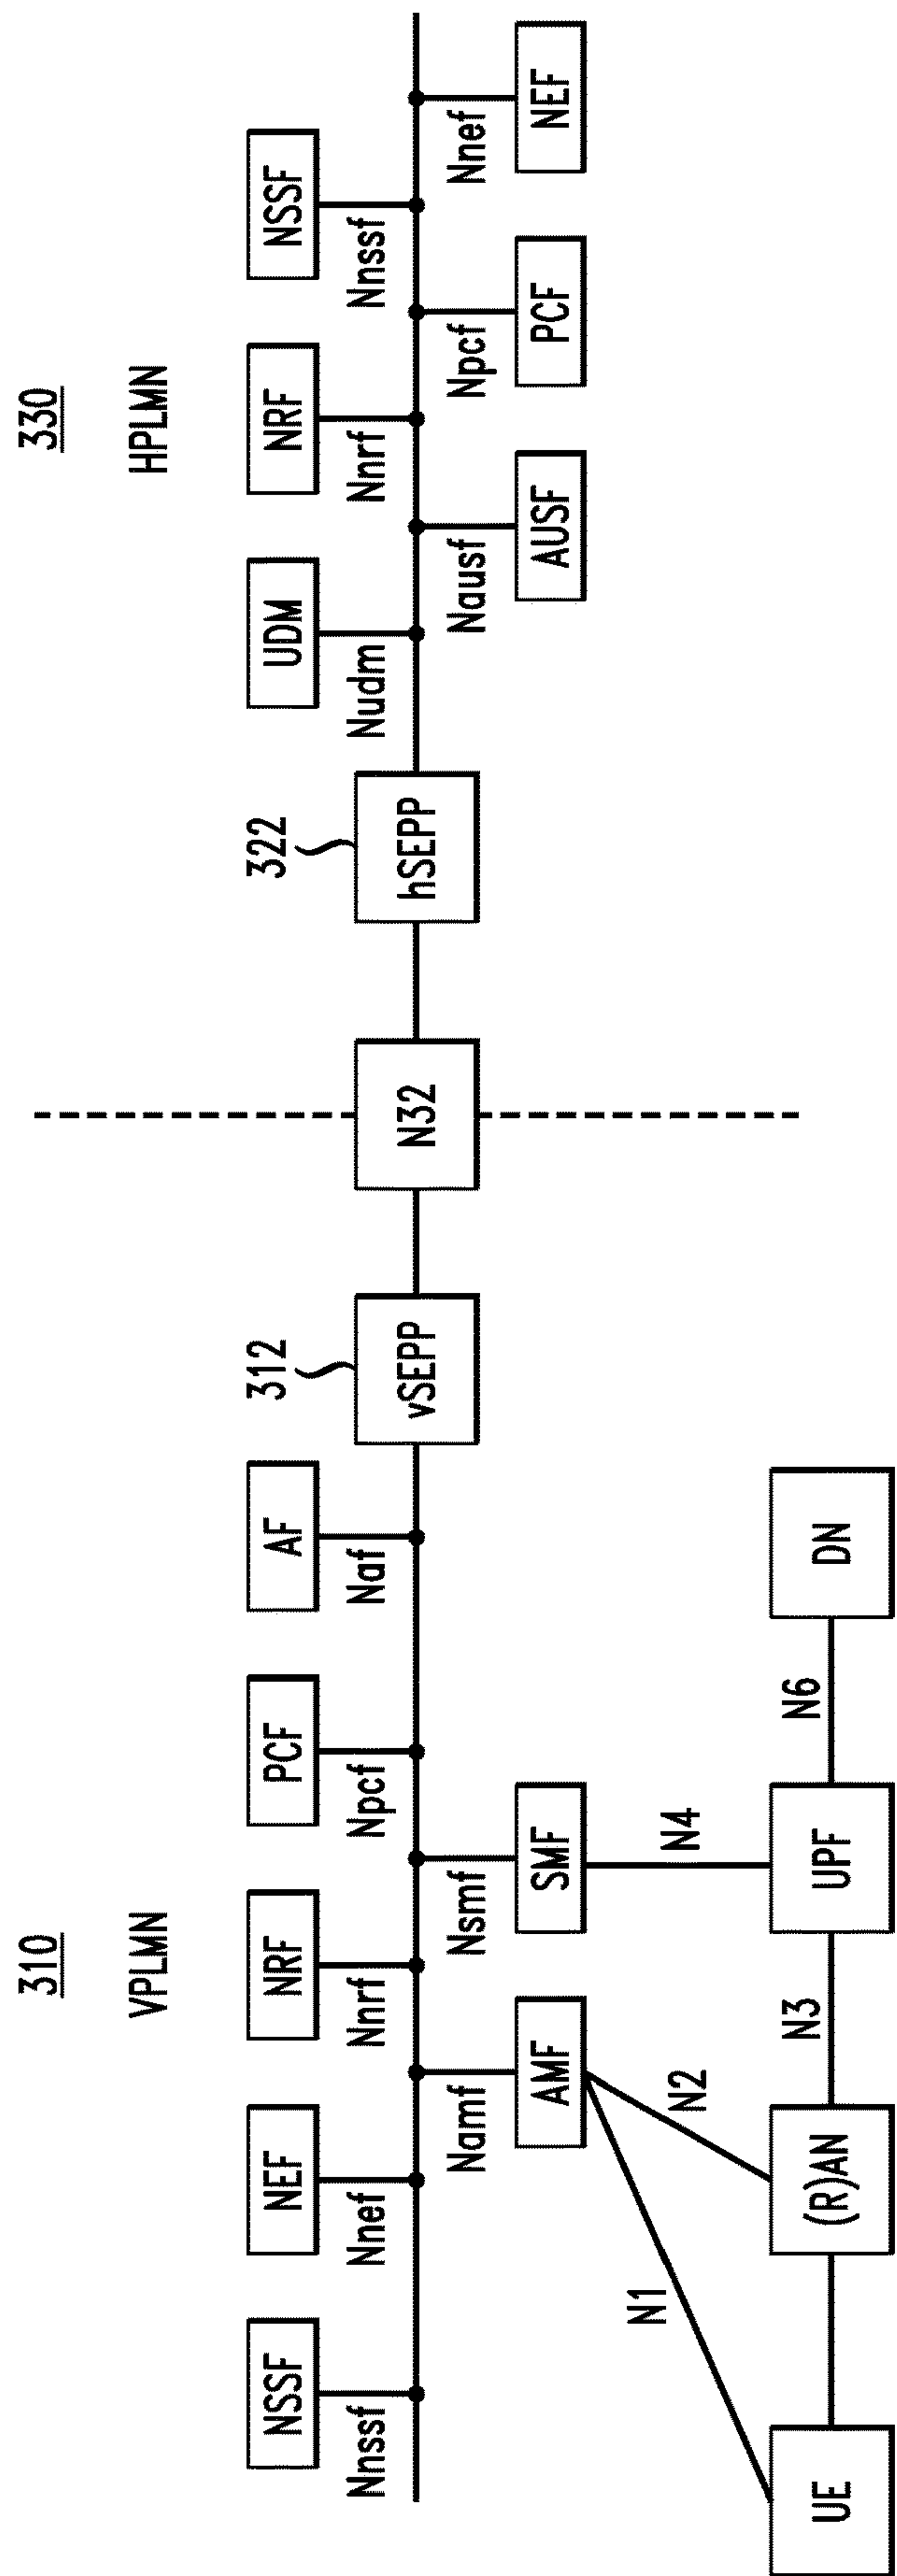 310
VPLMN
330
HPLMN
NSSF
NEF
NRF
PCF
AF
312
322
UDM
NRF
NSSF
Nnssf
Nnef
Nnrf
Npcf
Naf
Nudm
Nnrf
Nnssf
vSEPP
N32
hSEPP
Namf
Nsmf
Nausf
Npcf
Nnef
AMF
SMF
AUSF
PCF
NEF
N1
N2
N4
N3
N6
UE
(R)AN
UPF
DN